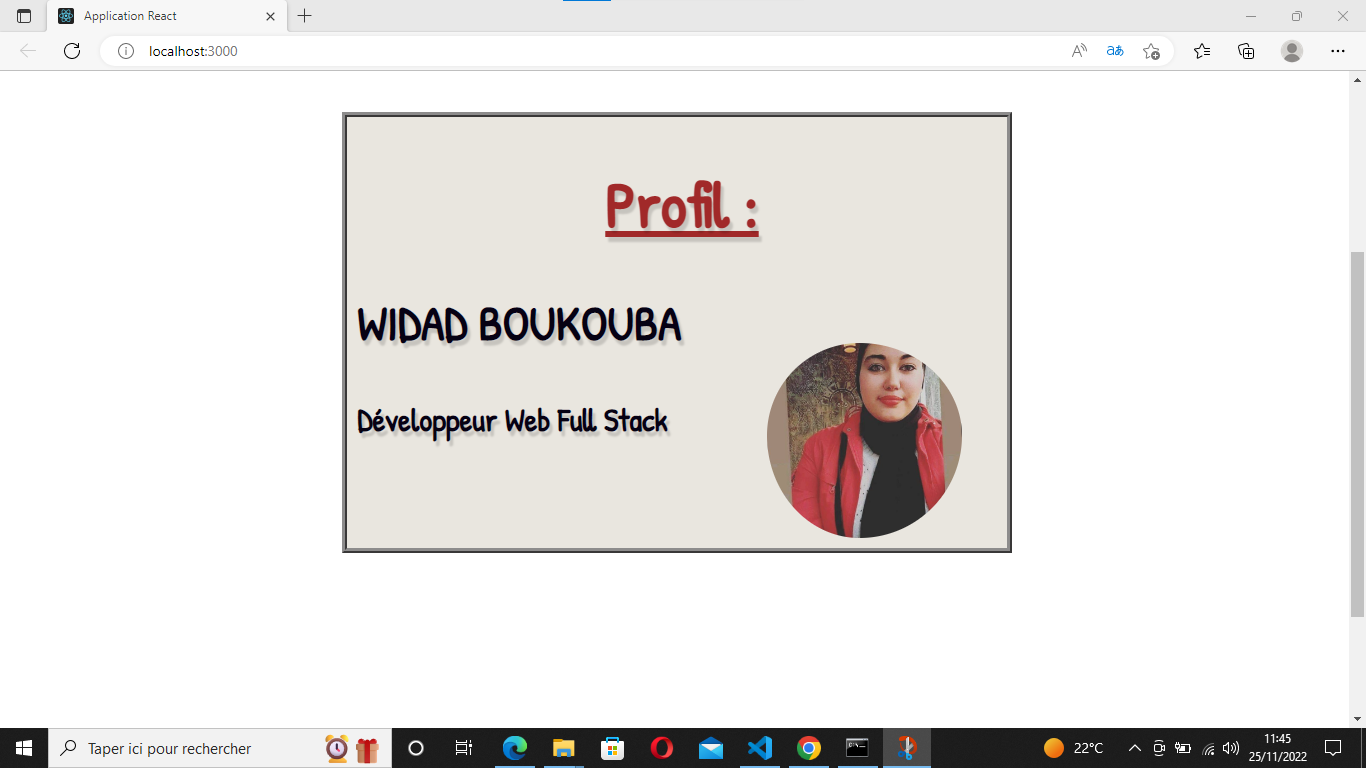 Application React
localhost:3000
Profil :
WIDAD BOUKOUBA
Développeur Web Full Stack
Taper ici pour rechercher
22°C
11:45
25/11/2022